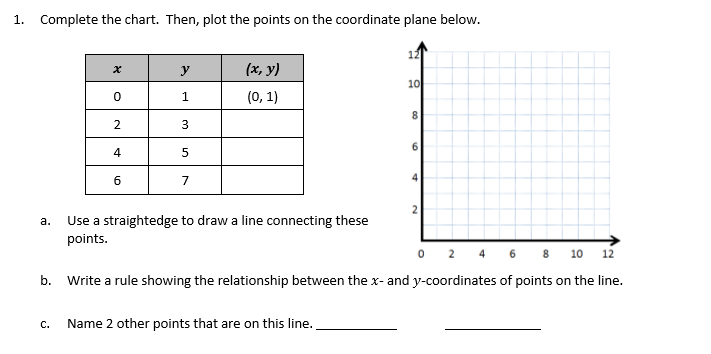 1. Complete the chart. Then, plot the points on the coordinate plane below.
x y (x, y)
0 1 (0, 1)
2 3
4 5
6 7
12
10
8
6
4
2
0 2 4 6 8 10 12
a. Use a straightedge to draw a line connecting these
points.
b. Write a rule showing the relationship between the x- and y-coordinates of points on the line.
c. Name 2 other points that are on this line. __________ __________